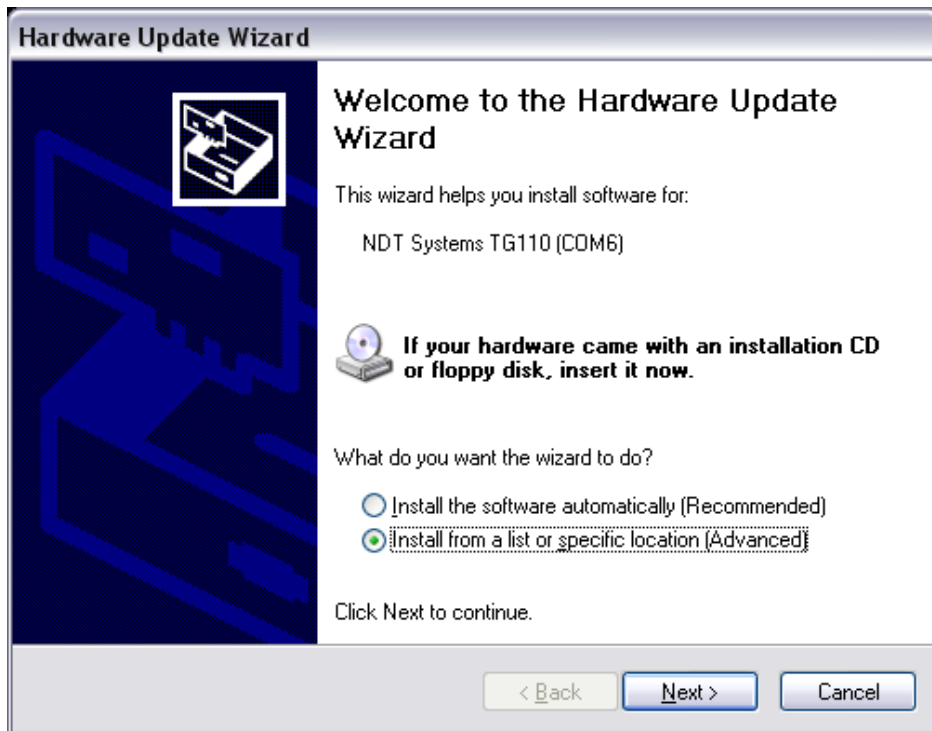 Hardware Update Wizard
Welcome to the Hardware Update
Wizard
This wizard helps you install software for:
NDT Systems TG110 (COM6)
If your hardware came with an installation CD
or floppy disk, insert it now.
What do you want the wizard to do?
Install the software automatically (Recommended)
Install from a list or specific location (Advanced)
Click Next to continue.
< Back
Next >
Cancel